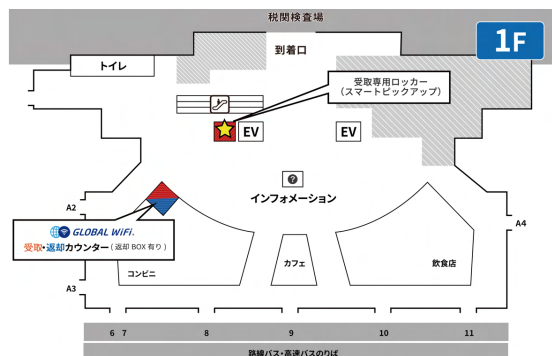 税関検査場
1F
到着口
トイレ
受取専用ロッカー
（スマートピックアップ）
EV
EV
?
インフォメーション
A2
A4
GLOBAL WiFi.
受取・返却カウンター（返却 BOX 有り）
コンビニ
カフェ
飲食店
A3
6 7 8 9 10 11
路線バス・高速バスのりば